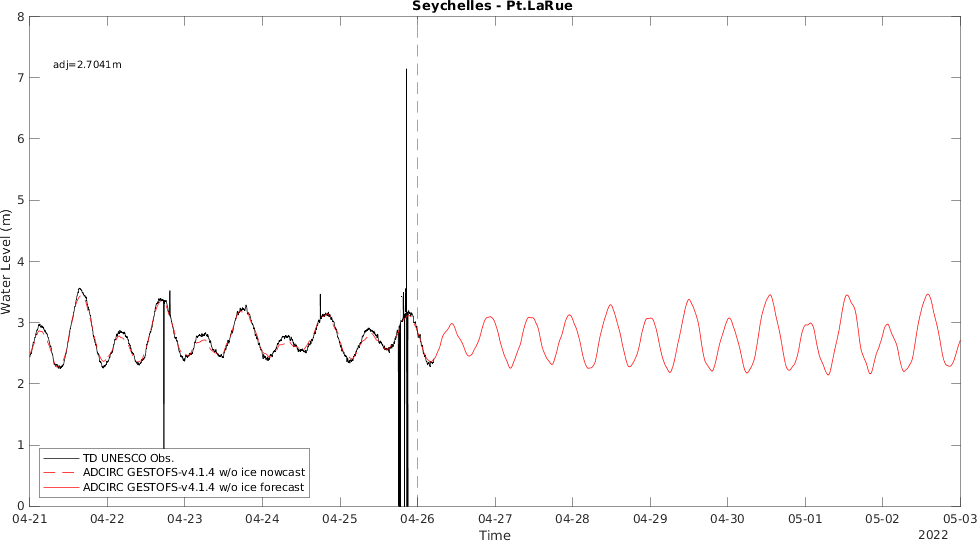 Seychelles - Pt.LaRue
adj=2.7041m
8
7
6
5
4
3
2
1
0
Water Level (m)
TD UNESCO Obs.
ADCIRC GESTOFS-v4.1.4 w/o ice nowcast
ADCIRC GESTOFS-v4.1.4 w/o ice forecast
04-21 04-22 04-23 04-24 04-25 04-26 04-27 04-28 04-29 04-30 05-01 05-02 05-03
Time
2022